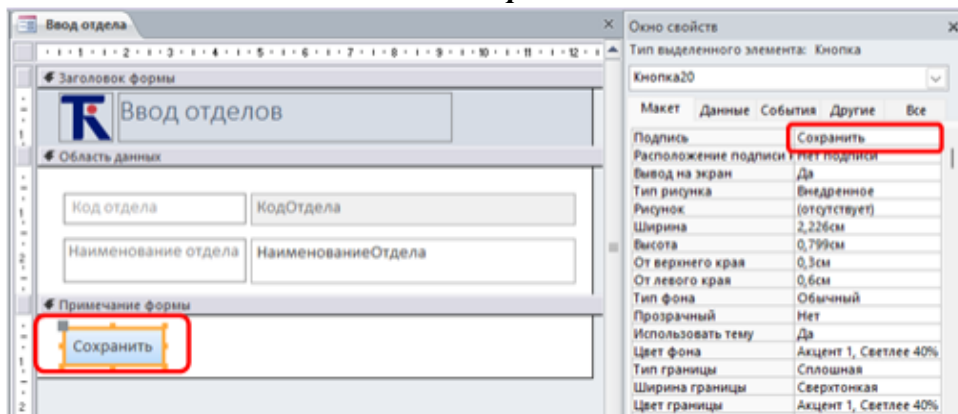 Ввод отдела
Заголовок формы
Ввод отделов
Область данных
Код отдела КодОтдела
Наименование отдела НаименованиеОтдела
Примечание формы
Сохранить
Окно свойств
Тип выделенного элемента: Кнопка
Кнопка20
Макет Данные События Другие Все
Подпись Сохранить
Расположение подписи Нет подписи
Вывод на экран Да
Тип рисунка Внедренное
Рисунок (отсутствует)
Ширина 2,226см
Высота 0,799см
От верхнего края 0,3см
От левого края 0,6см
Тип фона Обычный
Прозрачный Нет
Использовать тему Да
Цвет фона Акцент 1, Светлее 40%
Тип границы Сплошная
Ширина границы Сверхтонкая
Цвет границы Акцент 1, Светлее 40%